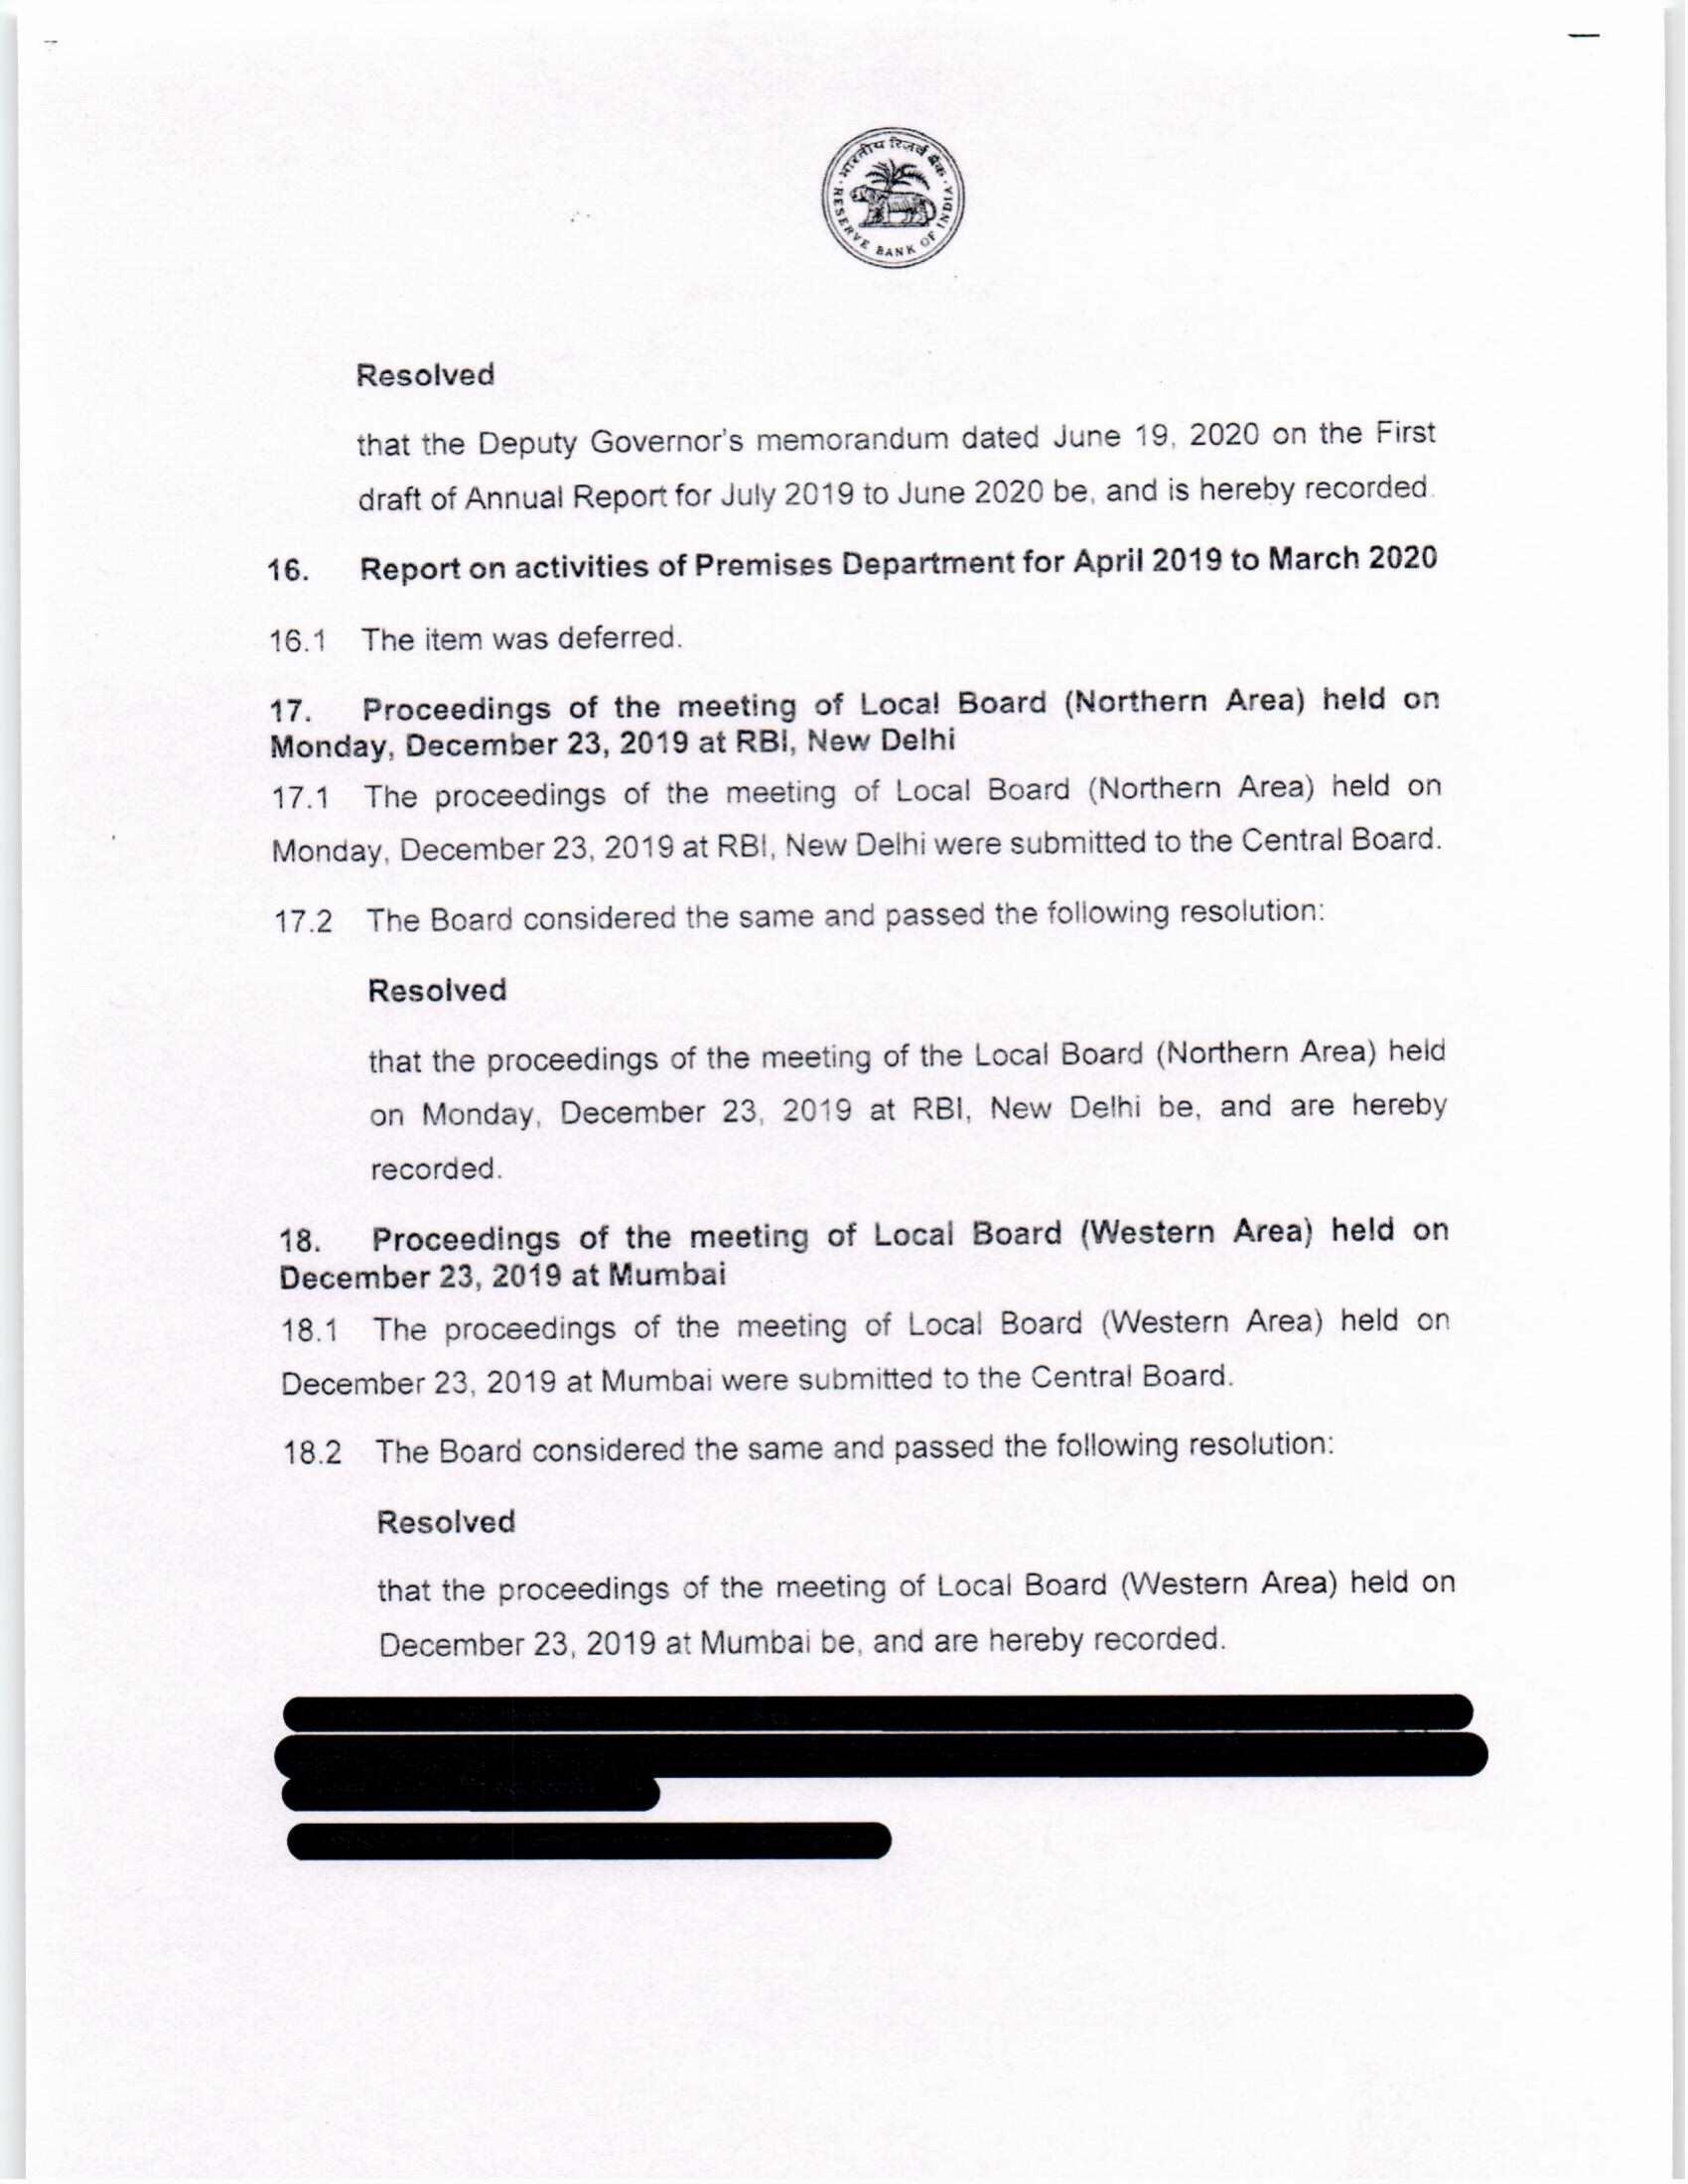 भारतीय रिज़र्व बैंक
RESERVE BANK OF INDIA
Resolved
that the Deputy Governor's memorandum dated June 19, 2020 on the First
draft of Annual Report for July 2019 to June 2020 be, and is hereby recorded.
16. Report on activities of Premises Department for April 2019 to March 2020
16.1 The item was deferred.
17. Proceedings of the meeting of Local Board (Northern Area) held on
Monday, December 23, 2019 at RBI, New Delhi
17.1 The proceedings of the meeting of Local Board (Northern Area) held on
Monday, December 23, 2019 at RBI, New Delhi were submitted to the Central Board.
17.2 The Board considered the same and passed the following resolution:
Resolved
that the proceedings of the meeting of the Local Board (Northern Area) held
on Monday, December 23, 2019 at RBI, New Delhi be, and are hereby
recorded.
18. Proceedings of the meeting of Local Board (Western Area) held on
December 23, 2019 at Mumbai
18.1 The proceedings of the meeting of Local Board (Western Area) held on
December 23, 2019 at Mumbai were submitted to the Central Board.
18.2 The Board considered the same and passed the following resolution:
Resolved
that the proceedings of the meeting of Local Board (Western Area) held on
December 23, 2019 at Mumbai be, and are hereby recorded.